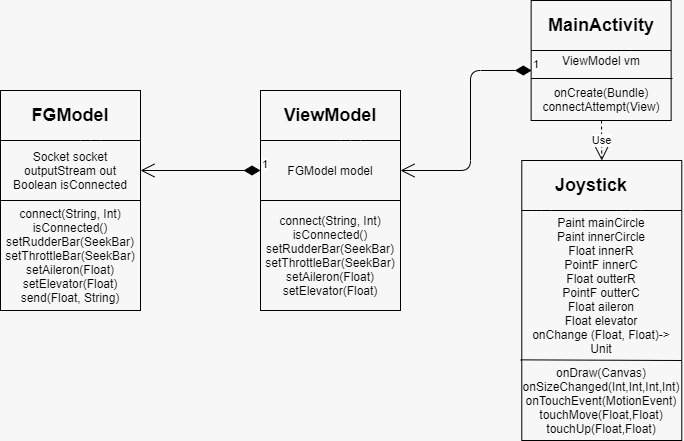 MainActivity
ViewModel vm
onCreate(Bundle)
connectAttempt(View)
1
Use
FGModel
Socket socket
outputStream out
Boolean isConnected
connect(String, Int)
isConnected()
setRudderBar(SeekBar)
setThrottleBar(SeekBar)
setAileron(Float)
setElevator(Float)
send(Float, String)
1
ViewModel
FGModel model
connect(String, Int)
isConnected()
setRudderBar(SeekBar)
setThrottleBar(SeekBar)
setAileron(Float)
setElevator(Float)
Joystick
Paint mainCircle
Paint innerCircle
Float innerR
PointF innerC
Float outterR
PointF outterC
Float aileron
Float elevator
onChange (Float, Float)->
Unit
onDraw(Canvas)
onSizeChanged(Int,Int,Int,Int)
onTouchEvent(MotionEvent)
touchMove(Float,Float)
touchUp(Float,Float)